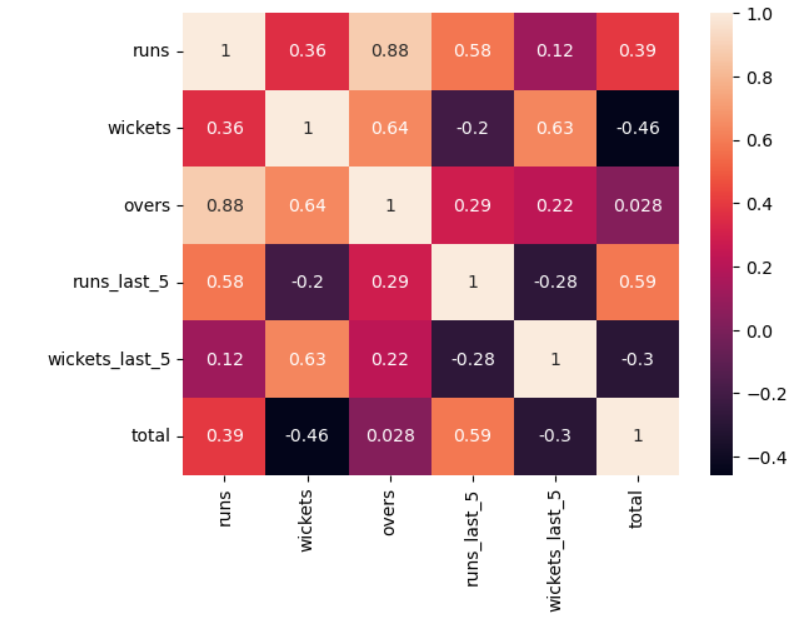 runs 1 0.36 0.88 0.58 0.12 0.39
wickets 0.36 1 0.64 -0.2 0.63 -0.46
overs 0.88 0.64 1 0.29 0.22 0.028
runs_last_5 0.58 -0.2 0.29 1 -0.28 0.59
wickets_last_5 0.12 0.63 0.22 -0.28 1 -0.3
total 0.39 -0.46 0.028 0.59 -0.3 1
runs
wickets
overs
runs_last_5
wickets_last_5
total
1.0
0.8
0.6
0.4
0.2
0.0
−0.2
−0.4